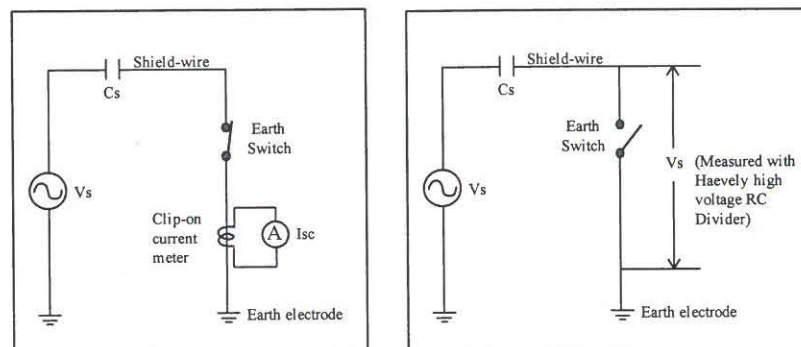 Shield-wire
Cs
Earth
Switch
Vs
Clip-on
current
meter
A
Isc
Earth electrode
Shield-wire
Cs
Earth
Switch
Vs
Vs
(Measured with
Haevely high
voltage RC
Divider)
Earth electrode